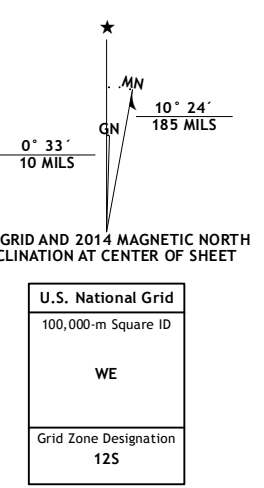 ★
MN
GN
10° 24´
185 MILS
0° 33´
10 MILS
GRID AND 2014 MAGNETIC NORTH
CLINATION AT CENTER OF SHEET
U.S. National Grid
100,000-m Square ID
WE
Grid Zone Designation
12S